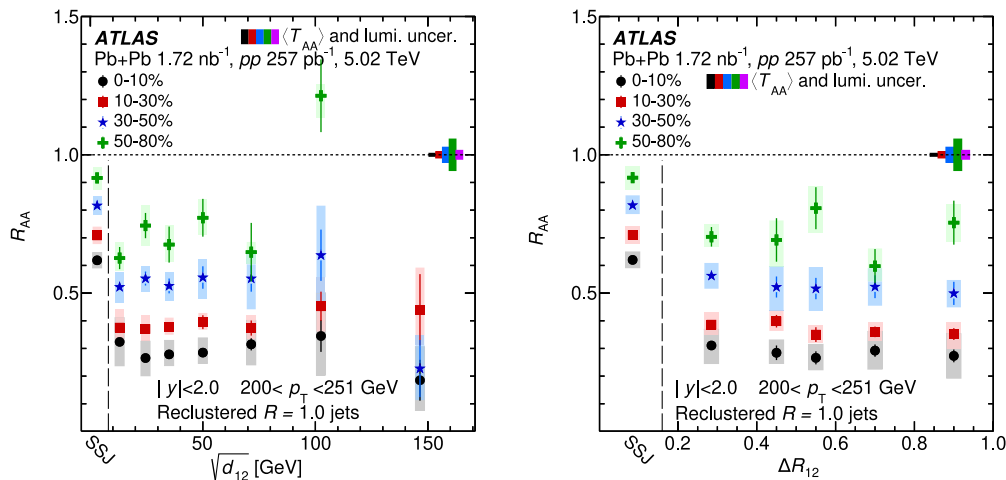 1.5
ATLAS
⟨T_AA⟩ and lumi. uncer.
Pb+Pb 1.72 nb⁻¹, pp 257 pb⁻¹, 5.02 TeV
0-10%
10-30%
30-50%
50-80%
1.0
R_AA
0.5
| y|<2.0 200< p_T <251 GeV
Reclustered R = 1.0 jets
SSJ
50
100
150
√d₁₂ [GeV]
1.5
ATLAS
Pb+Pb 1.72 nb⁻¹, pp 257 pb⁻¹, 5.02 TeV
0-10%
⟨T_AA⟩ and lumi. uncer.
10-30%
30-50%
50-80%
1.0
R_AA
0.5
| y|<2.0 200< p_T <251 GeV
Reclustered R = 1.0 jets
SSJ
0.2
0.4
0.6
0.8
1.0
ΔR₁₂